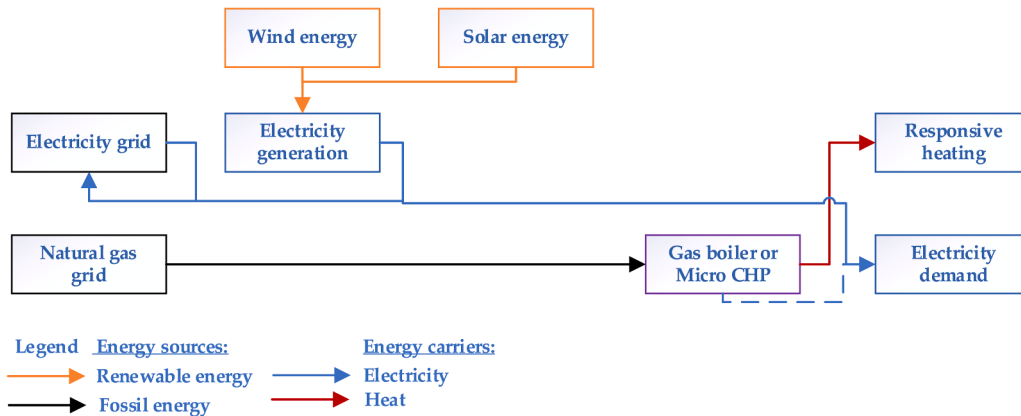 Wind energy
Solar energy
Electricity grid
Electricity
generation
Responsive
heating
Natural gas
grid
Gas boiler or
Micro CHP
Electricity
demand
Legend
Energy sources:
Energy carriers:
Renewable energy
Electricity
Fossil energy
Heat